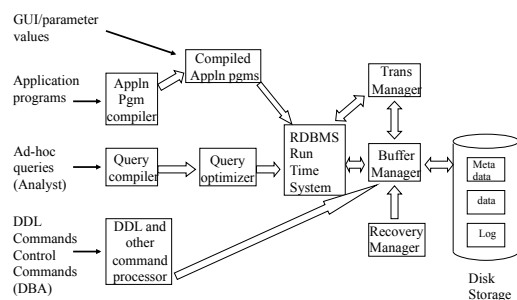 GUI/parameter
values
Application
programs
Appln
Pgm
compiler
Compiled
Appln pgms
Trans
Manager
Ad-hoc
queries
(Analyst)
Query
compiler
Query
optimizer
RDBMS
Run
Time
System
Buffer
Manager
Meta
data
data
Log
DDL
Commands
Control
Commands
(DBA)
DDL and
other
command
processor
Recovery
Manager
Disk
Storage